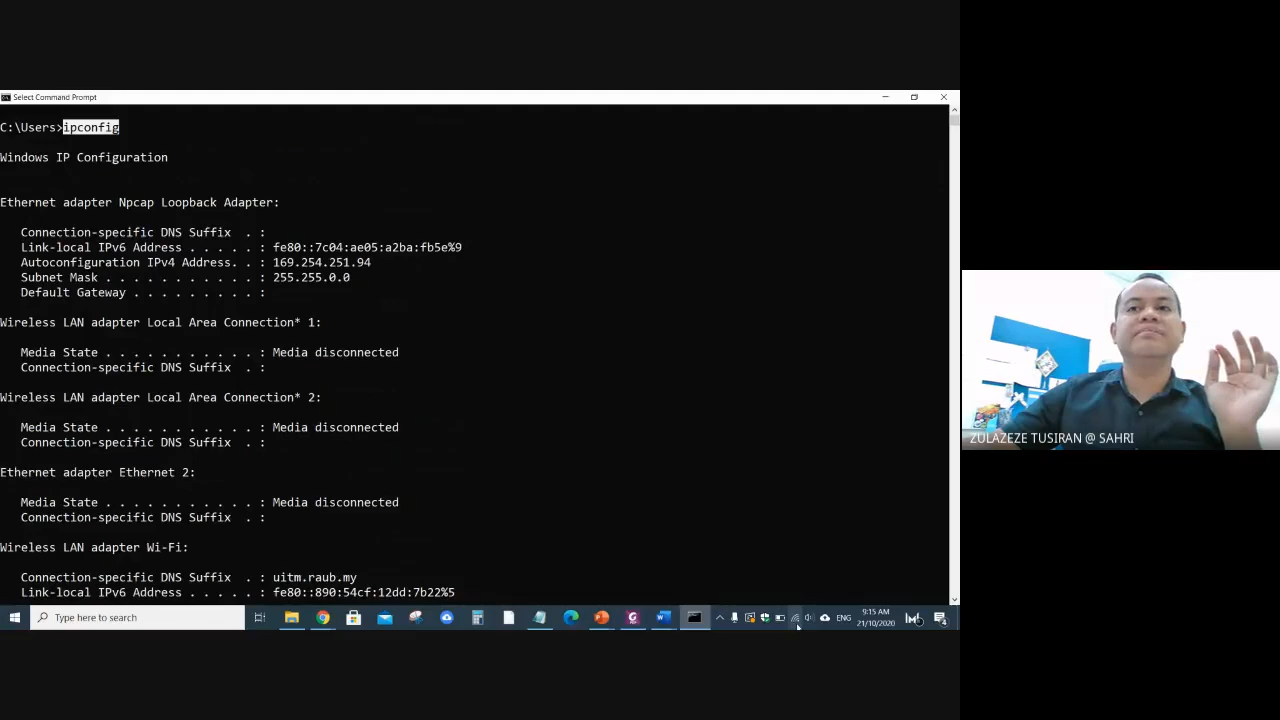 Select Command Prompt
C:\Users>ipconfig
Windows IP Configuration
Ethernet adapter Npcap Loopback Adapter:
Connection-specific DNS Suffix . :
Link-local IPv6 Address . . . . . : fe80::7c04:ae05:a2ba:fb5e%9
Autoconfiguration IPv4 Address. . : 169.254.251.94
Subnet Mask . . . . . . . . . . . : 255.255.0.0
Default Gateway . . . . . . . . . :
Wireless LAN adapter Local Area Connection* 1:
Media State . . . . . . . . . . . : Media disconnected
Connection-specific DNS Suffix . :
Wireless LAN adapter Local Area Connection* 2:
Media State . . . . . . . . . . . : Media disconnected
Connection-specific DNS Suffix . :
Ethernet adapter Ethernet 2:
Media State . . . . . . . . . . . : Media disconnected
Connection-specific DNS Suffix . :
Wireless LAN adapter Wi-Fi:
Connection-specific DNS Suffix . : uitm.raub.my
Link-local IPv6 Address . . . . . : fe80::890:54cf:12dd:7b22%5
Type here to search
ENG
9:15 AM
21/10/2020
ZULAZEZE TUSIRAN @ SAHRI